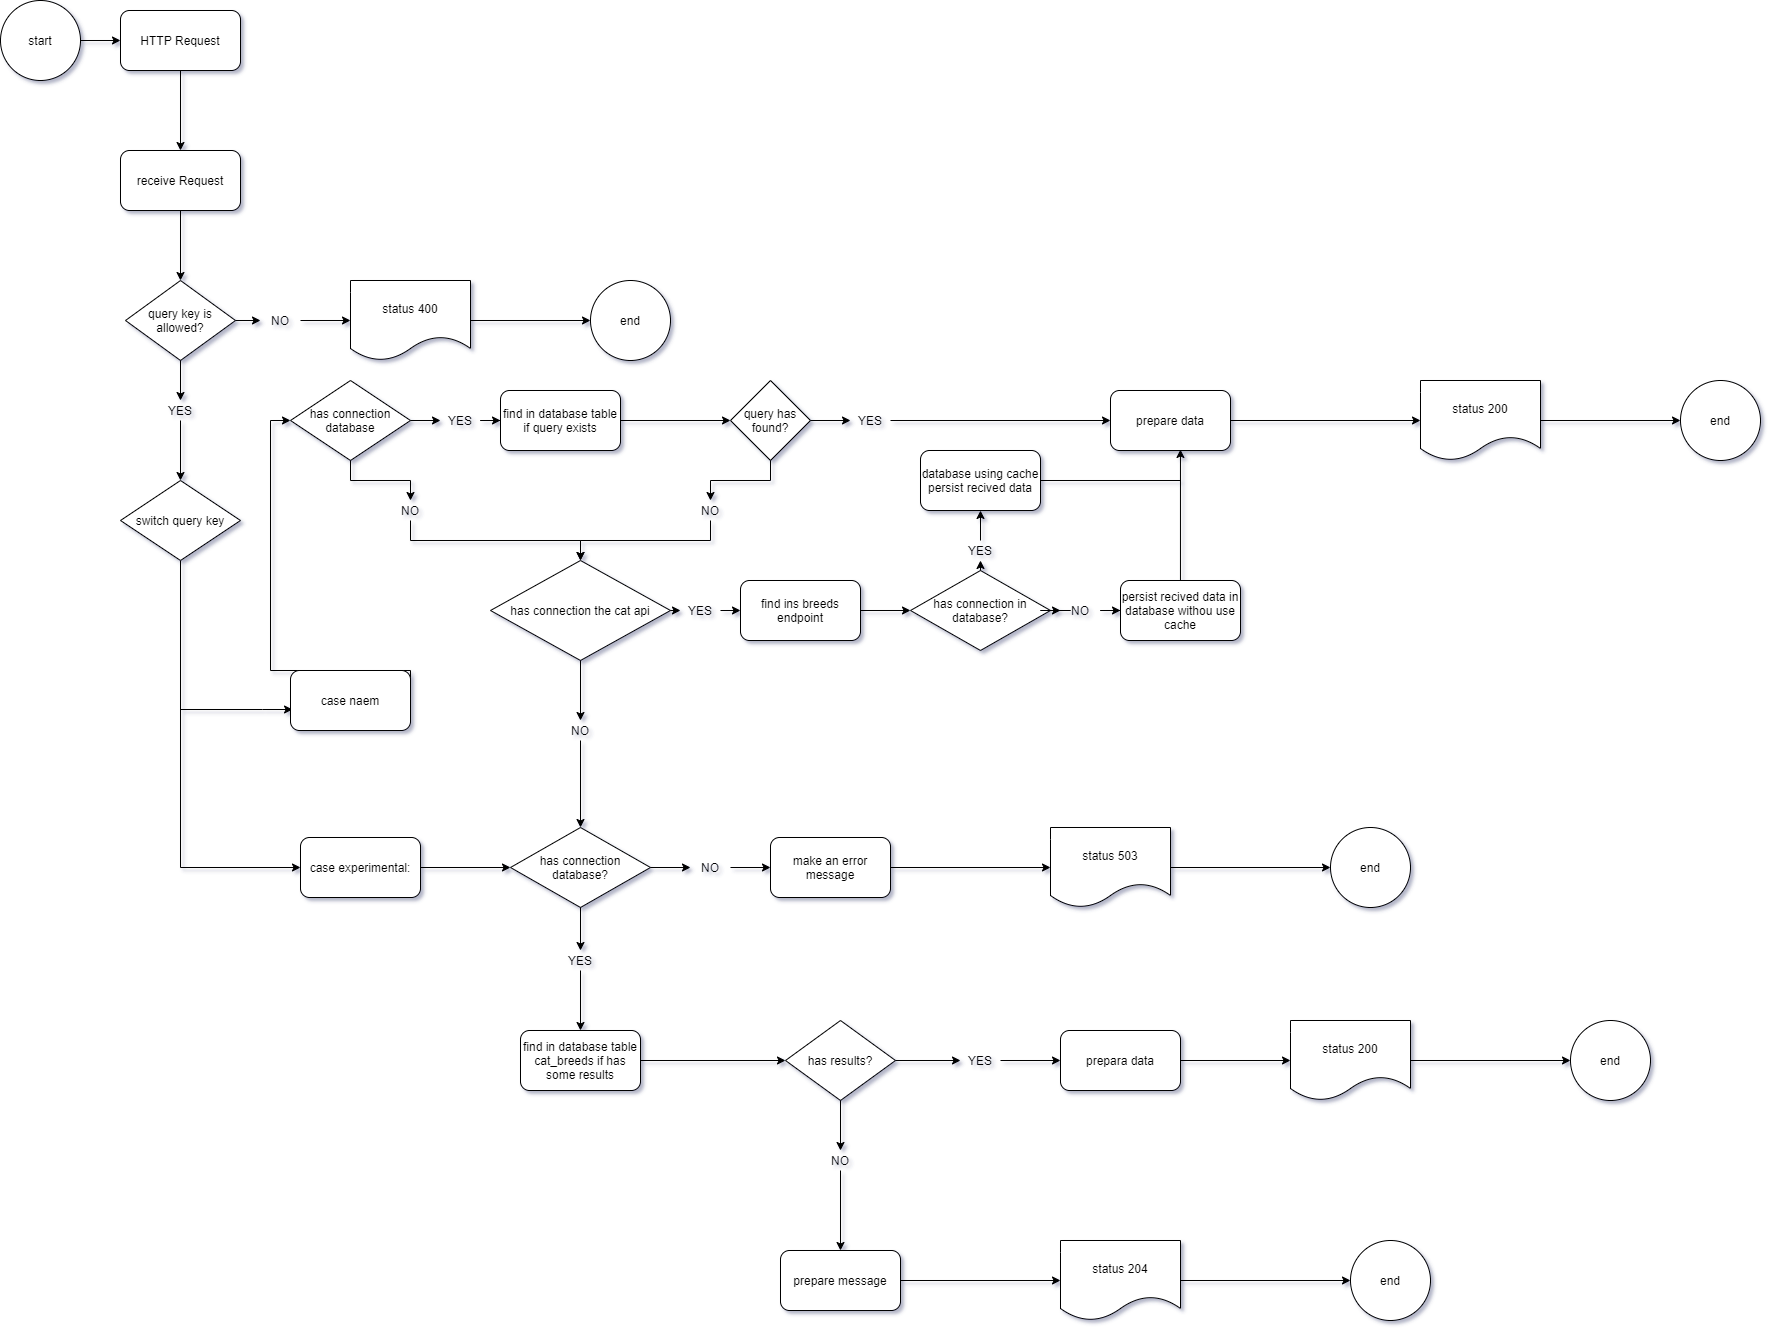 start
HTTP Request
receive Request
query key is
allowed?
NO
status 400
end
YES
switch query key
has connection
database
YES
find in database table
if query exists
query has
found?
YES
prepare data
status 200
end
NO
NO
database using cache
persist recived data
YES
has connection the cat api
YES
find ins breeds
endpoint
has connection in
database?
NO
persist recived data in
database withou use
cache
case naem
NO
case experimental:
has connection
database?
NO
make an error
message
status 503
end
YES
find in database table
cat_breeds if has
some results
has results?
YES
prepara data
status 200
end
NO
prepare message
status 204
end